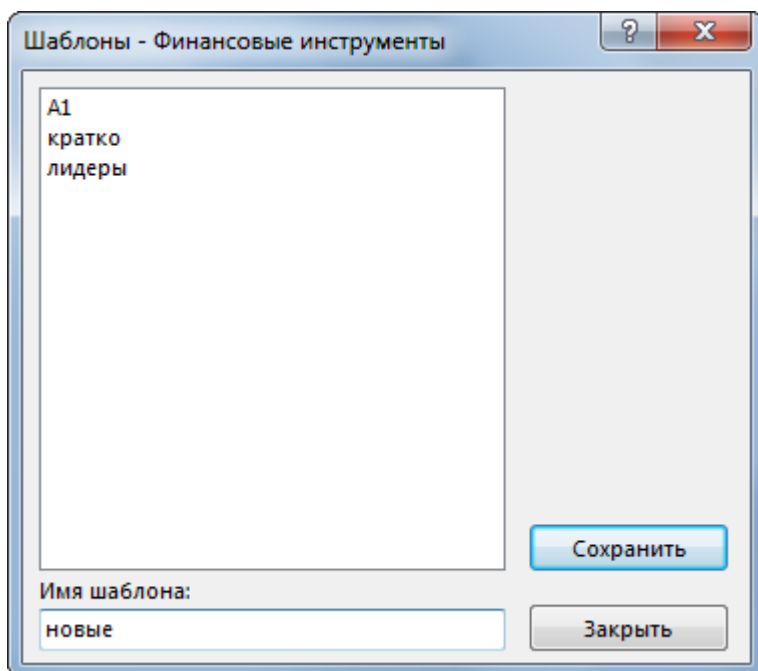 Шаблоны - Финансовые инструменты
?
A1
кратко
лидеры
Сохранить
Имя шаблона:
новые
Закрыть